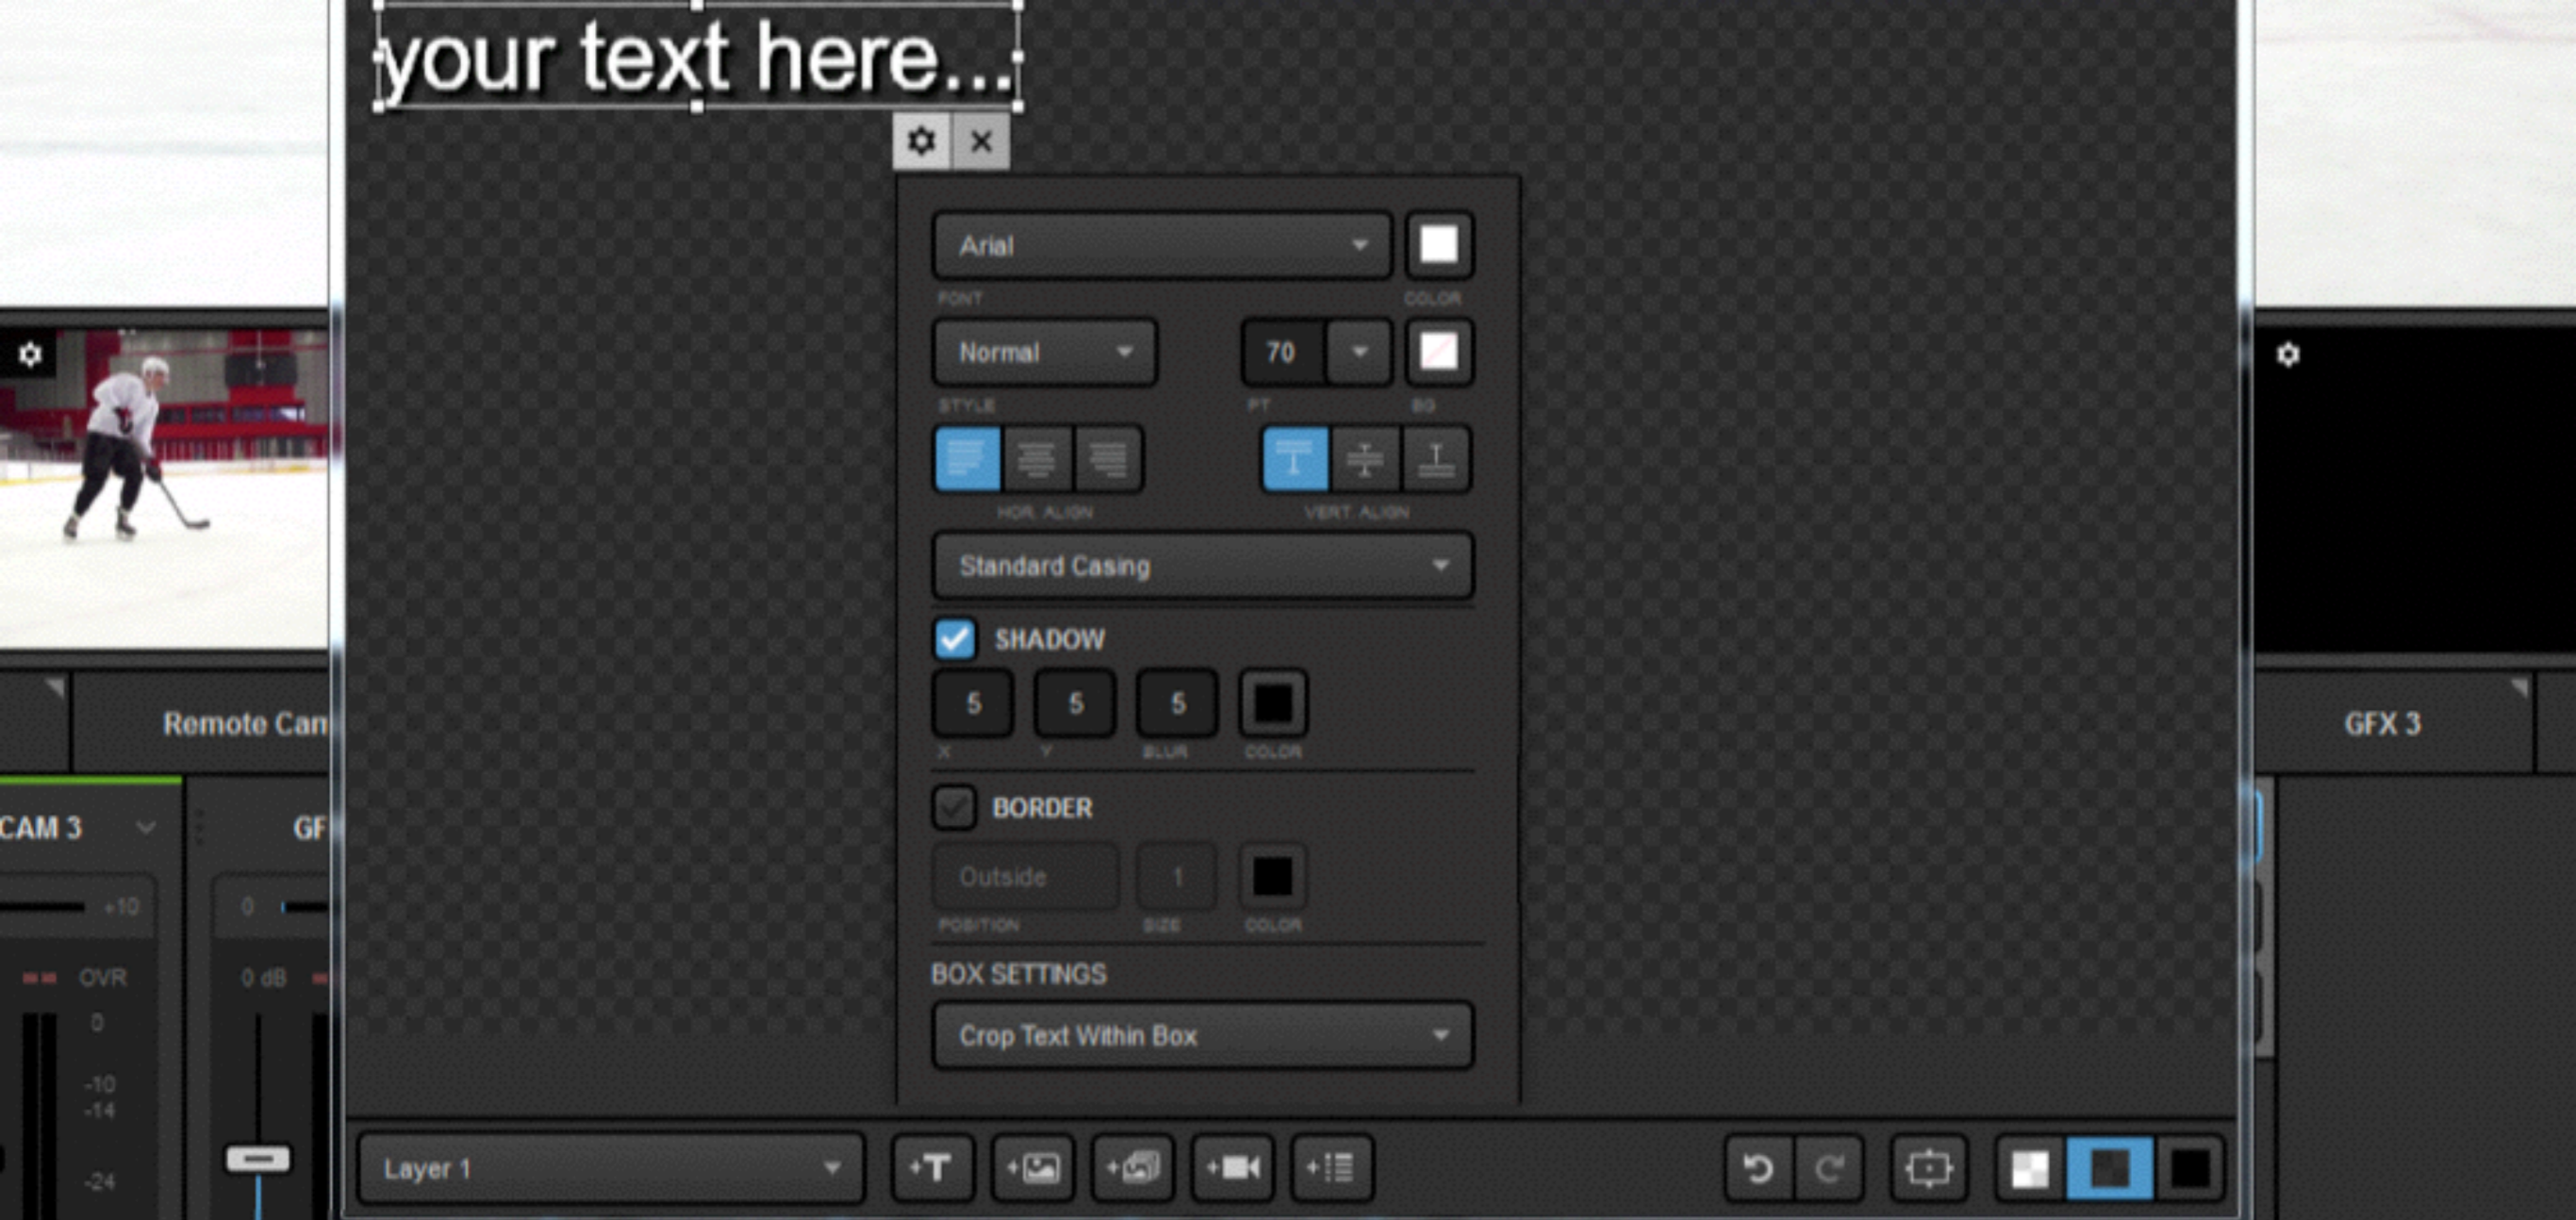 your text here...
Arial
FONT
COLOR
Normal
70
STYLE
PT
BG
HOR. ALIGN
VERT. ALIGN
Standard Casing
SHADOW
5
5
5
X
Y
BLUR
COLOR
BORDER
Outside
1
POSITION
SIZE
COLOR
BOX SETTINGS
Crop Text Within Box
Layer 1
+T
Remote Cam
CAM 3
GF
+10
0
OVR
0 dB
0
-10
-14
-24
GFX 3